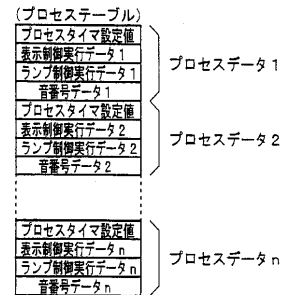 (プロセステーブル)
プロセスタイマ設定値
表示制御実行データ1
ランプ制御実行データ1
音番号データ1
プロセスデータ1
プロセスタイマ設定値
表示制御実行データ2
ランプ制御実行データ2
音番号データ2
プロセスデータ2
プロセスタイマ設定値
表示制御実行データn
ランプ制御実行データn
音番号データn
プロセスデータn